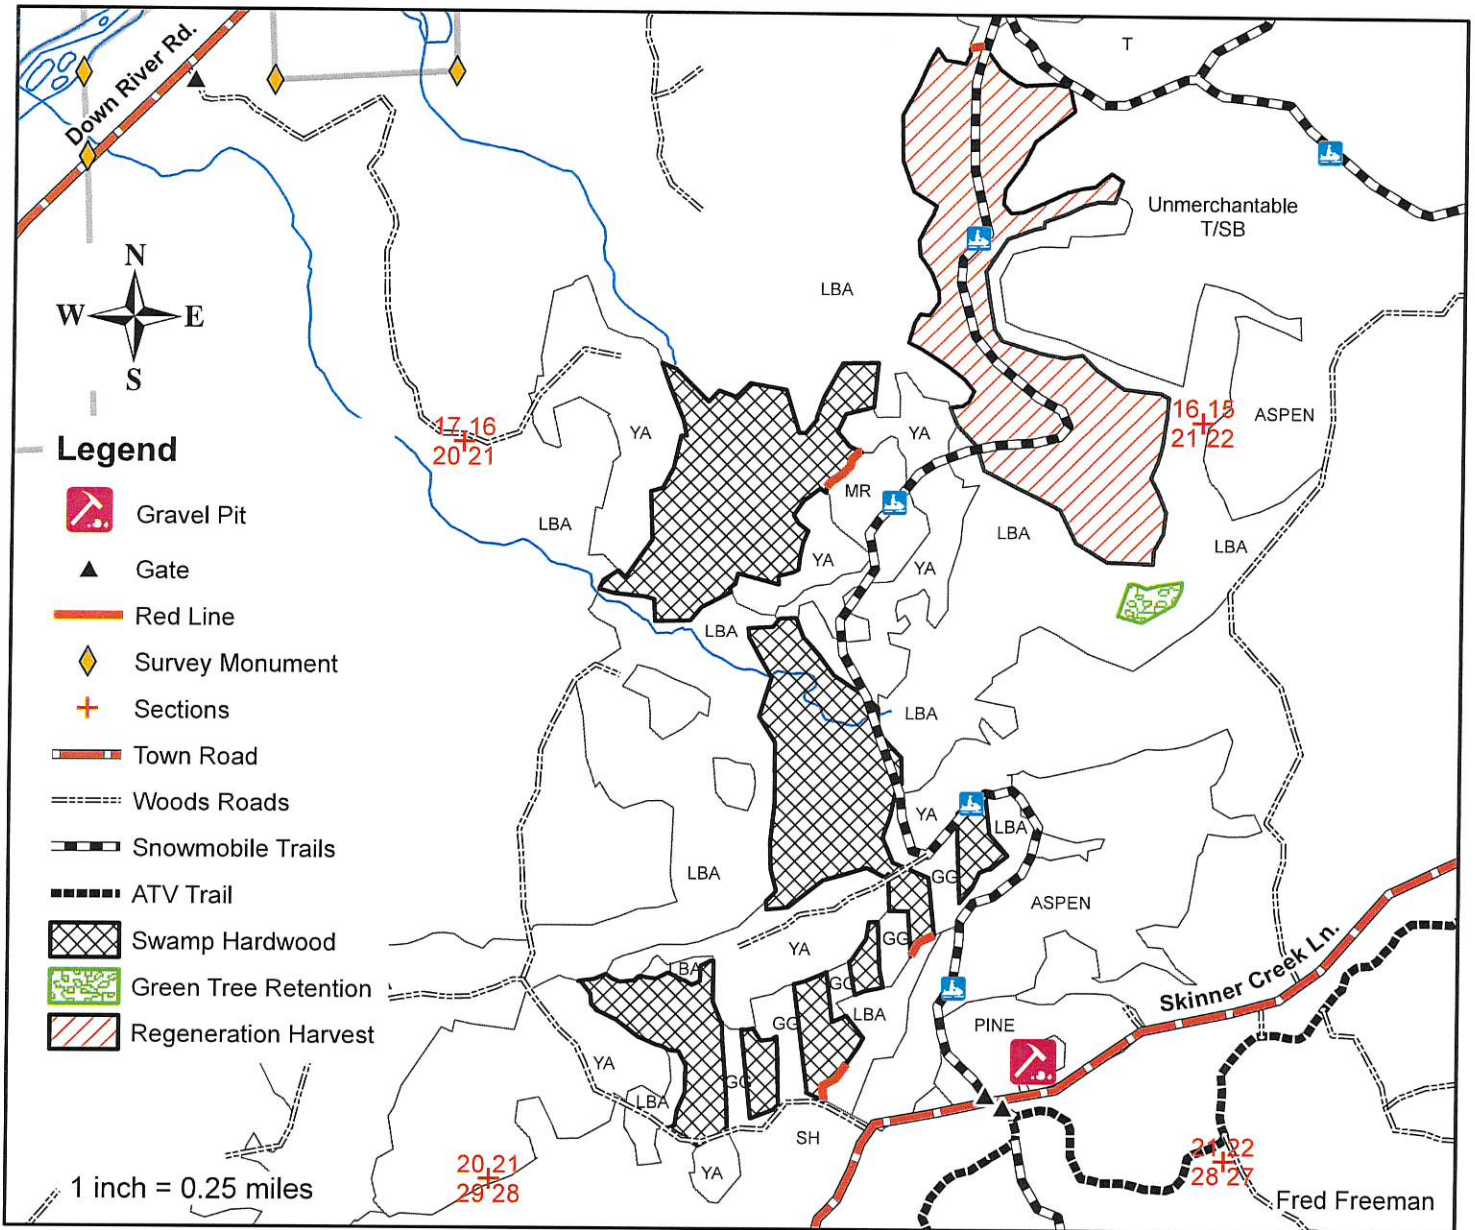 T
Down River Rd.
Unmerchantable
T/SB
N
W E
S
LBA
16 15
21 22
ASPEN
17 16
20 21
YA
YA
Legend
Gravel Pit
Gate
Red Line
Survey Monument
Sections
Town Road
Woods Roads
Snowmobile Trails
ATV Trail
Swamp Hardwood
Green Tree Retention
Regeneration Harvest
MR
LBA
LBA
LBA
YA
YA
LBA
LBA
YA
LBA
LBA
GG
ASPEN
GG
YA
LBA
GG
LBA
GG
PINE
Skinner Creek Ln.
YA
GG
LBA
SH
YA
20 21
29 28
21 22
28 27
1 inch = 0.25 miles
Fred Freeman